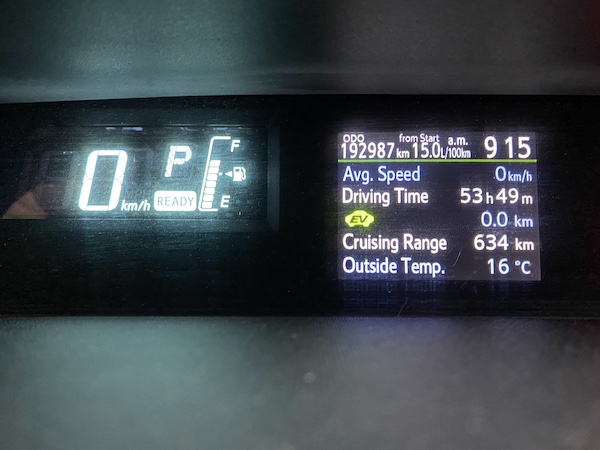 0 km/h
P
READY
F
E
ODO from Start a.m.
192987 km 15.0L/100km 9 15
Avg. Speed 0 km/h
Driving Time 53 h 49 m
EV 0.0 km
Cruising Range 634 km
Outside Temp. 16 °C